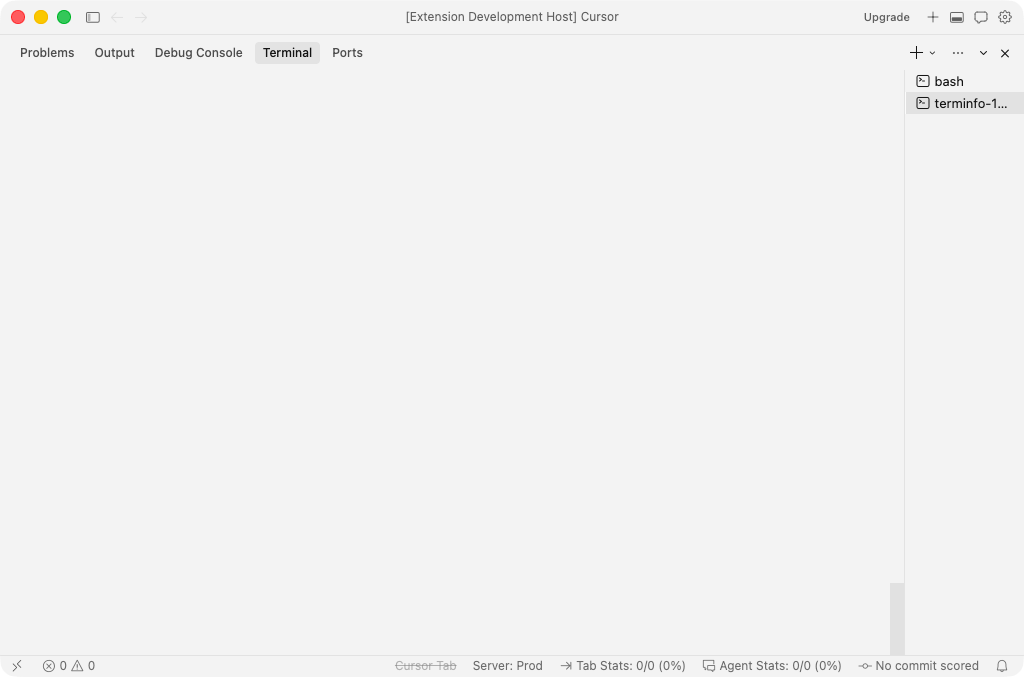 [Extension Development Host] Cursor
Upgrade
Problems Output Debug Console Terminal Ports
bash
terminfo-1...
0 0 Cursor Tab Server: Prod Tab Stats: 0/0 (0%) Agent Stats: 0/0 (0%) No commit scored